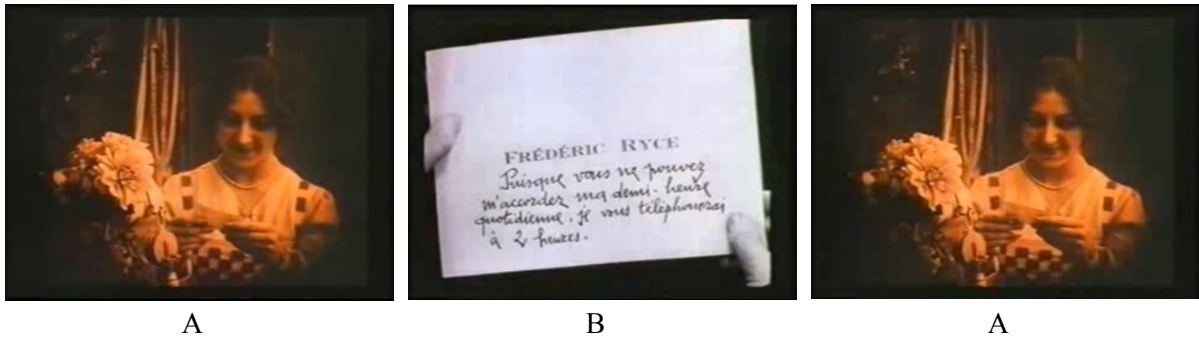 FRÉDÉRIC RYCE
Puisque vous ne pouvez
m'accorder ma demi-heure
quotidienne, je vous téléphonerai
à 2 heures.
A
B
A